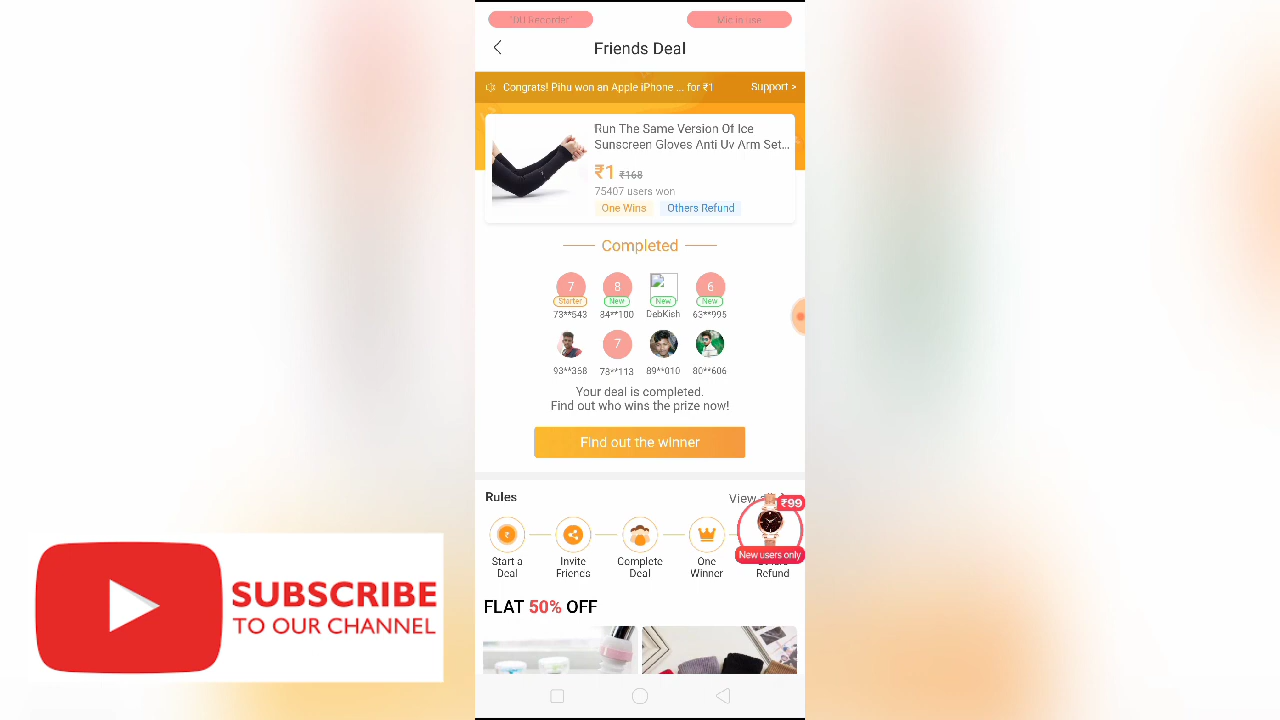 "DU Recorder"
Mic in use
Friends Deal
Congrats! Pihu won an Apple iPhone ... for ₹1
Support >
Run The Same Version Of Ice
Sunscreen Gloves Anti Uv Arm Set...
₹1 ₹168
75407 users won
One Wins
Others Refund
Completed
7
8
6
Starter
New
New
New
73**543
84**100
DebKish
63**995
7
93**368
78**113
89**010
80**606
Your deal is completed.
Find out who wins the prize now!
Find out the winner
Rules
View
₹99
New users only
Start a
Deal
Invite
Friends
Complete
Deal
One
Winner
Refund
FLAT 50% OFF
SUBSCRIBE
TO OUR CHANNEL